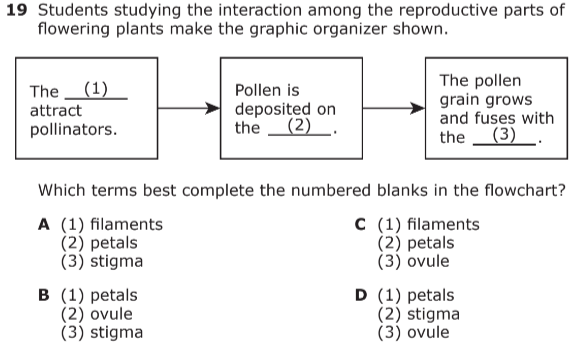 19 Students studying the interaction among the reproductive parts of
flowering plants make the graphic organizer shown.
The (1)
attract
pollinators.
Pollen is
deposited on
the (2).
The pollen
grain grows
and fuses with
the (3).
Which terms best complete the numbered blanks in the flowchart?
A (1) filaments
(2) petals
(3) stigma
B (1) petals
(2) ovule
(3) stigma
C (1) filaments
(2) petals
(3) ovule
D (1) petals
(2) stigma
(3) ovule